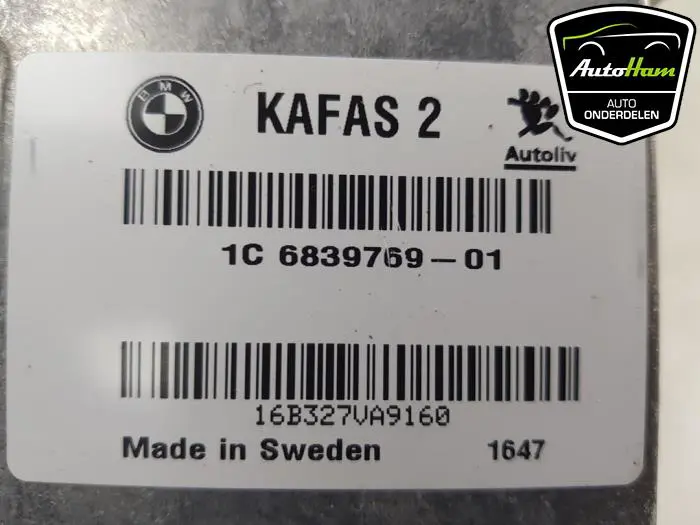 BMW
KAFAS 2
Autoliv
AutoHam
AUTO
ONDERDELEN
1C 6839769-01
16B327VA9160
Made in Sweden 1647